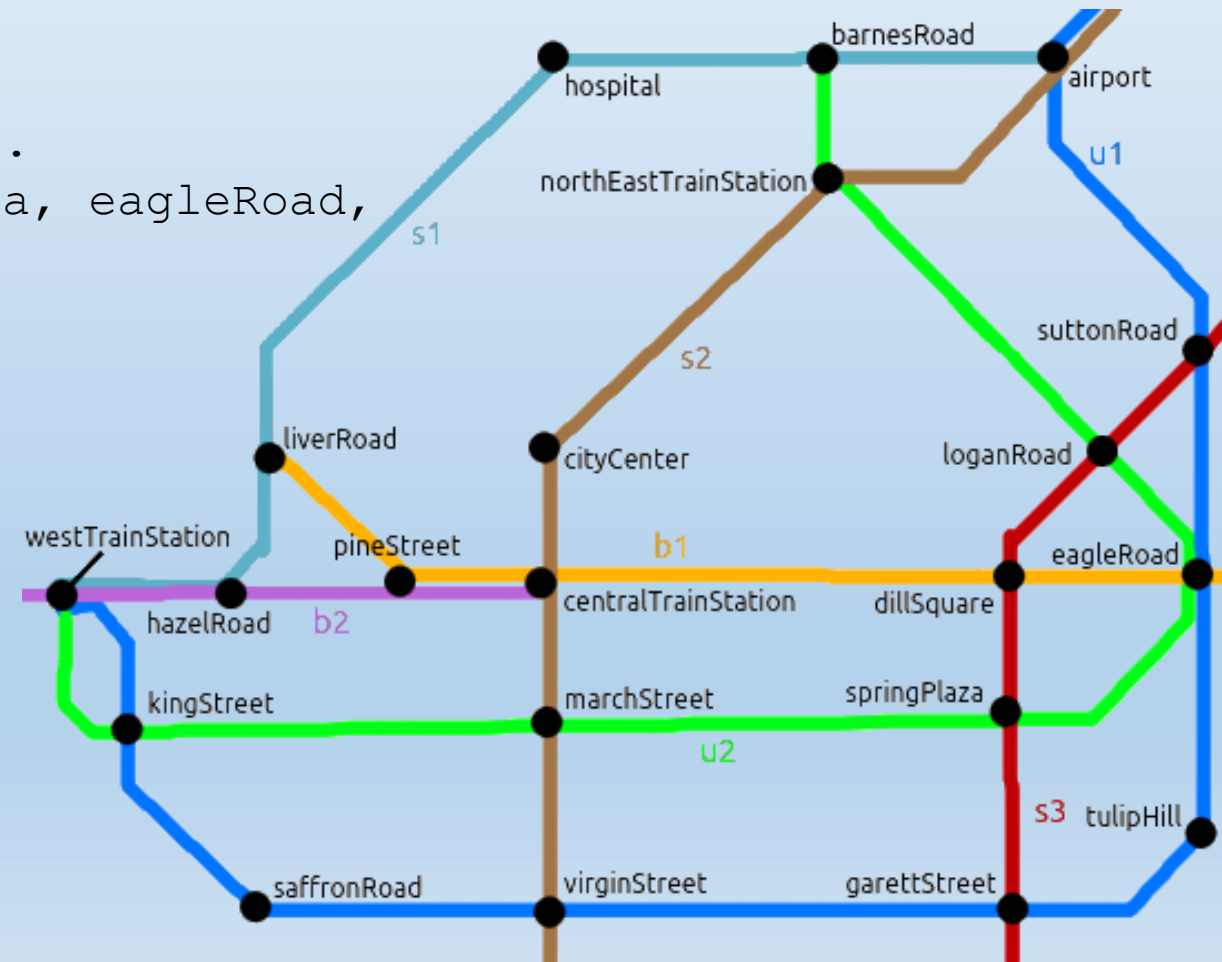 barnesRoad
hospital
airport
.
u1
northEastTrainStation
a, eagleRoad,
s1
suttonRoad
s2
liverRoad
cityCenter
loganRoad
westTrainStation
pineStreet
b1
eagleRoad
centralTrainStation
dillSquare
hazelRoad
b2
kingStreet
marchStreet
springPlaza
u2
s3
tulipHill
saffronRoad
virginStreet
garettStreet